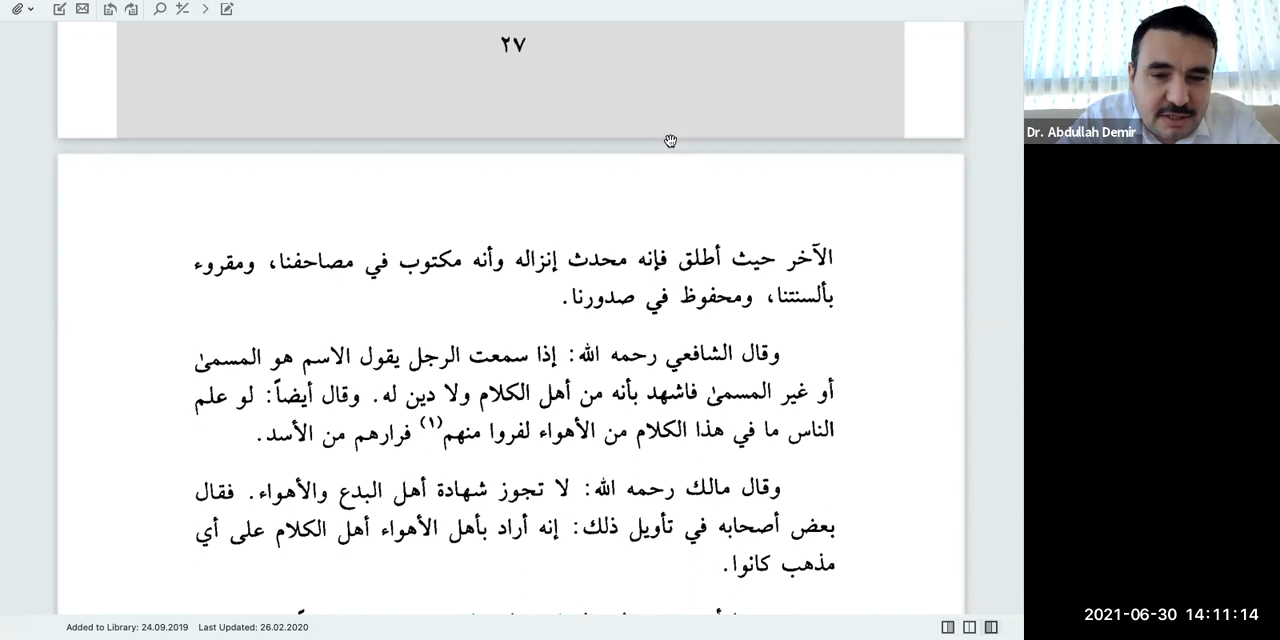 ٢٧
Dr. Abdullah Demir
الآخر حيث أطلق فإنه محدث إنزاله وأنه مكتوب في مصاحفنا، ومقروء
بألسنتنا، ومحفوظ في صدورنا.
وقال الشافعي رحمه الله: إذا سمعت الرجل يقول الاسم هو المسمىٰ
أو غير المسمىٰ فاشهد بأنه من أهل الكلام ولا دين له. وقال أيضاً: لو علم
الناس ما في هذا الكلام من الأهواء لفروا منهم(١) فرارهم من الأسد.
وقال مالك رحمه الله: لا تجوز شهادة أهل البدع والأهواء. فقال
بعض أصحابه في تأويل ذلك: إنه أراد بأهل الأهواء أهل الكلام على أي
مذهب كانوا.
Added to Library: 24.09.2019 Last Updated: 26.02.2020
2021-06-30 14:11:14